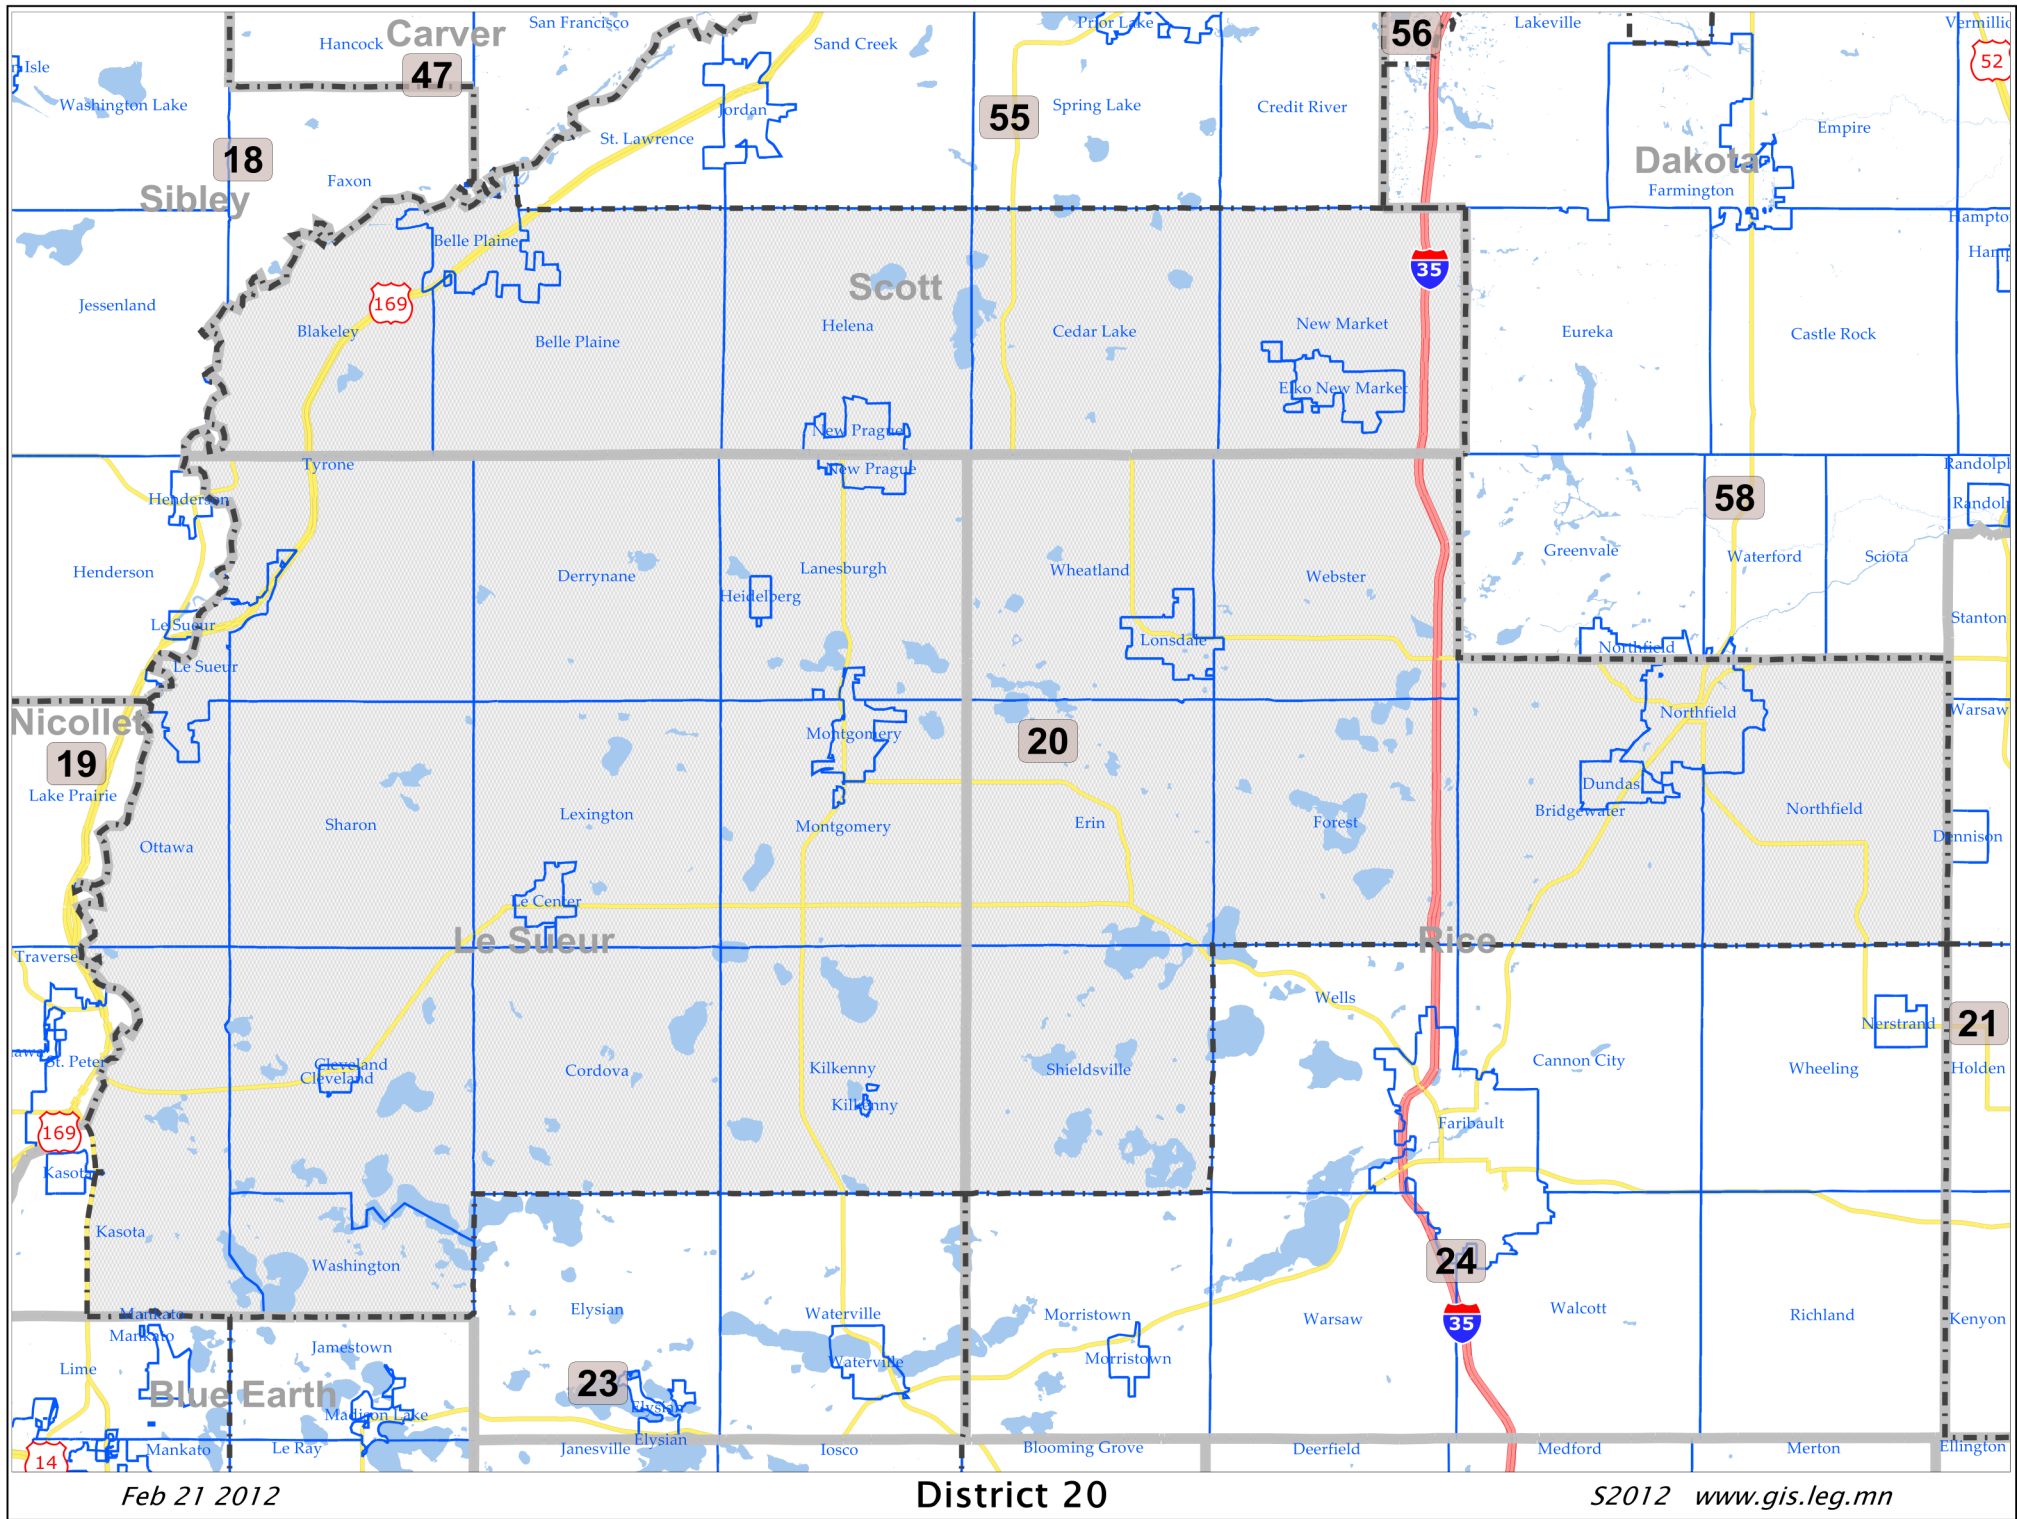 Carver
San Francisco
Prior Lake
56
Lakeville
Vermillio
Hancock
Sand Creek
52
Isle
47
Washington Lake
Jordan
55
Spring Lake
Credit River
Empire
18
St. Lawrence
Dakota
Faxon
Farmington
Sibley
Hampto
Belle Plaine
Hamp
Scott
35
169
Jessenland
Blakeley
Belle Plaine
Helena
Cedar Lake
New Market
Eureka
Castle Rock
Elko New Market
New Prague
Tyrone
New Prague
Randolph
Henderson
58
Randolp
Henderson
Derrynane
Lanesburgh
Wheatland
Webster
Greenvale
Waterford
Sciota
Heidelberg
Le Sueur
Lonsdale
Stanton
Le Sueur
Northfield
Nicollet
Northfield
Warsaw
19
Montgomery
20
Lake Prairie
Dundas
Sharon
Lexington
Montgomery
Erin
Forest
Bridgewater
Northfield
Ottawa
Dennison
Le Center
Le Sueur
Rice
Traverse
Wells
Nerstrand
21
St. Peter
Cleveland
Cleveland
Cordova
Kilkenny
Shieldsville
Cannon City
Wheeling
Holden
Kilkenny
169
Faribault
Kasota
Kasota
Washington
24
Mankato
Mankato
Elysian
Waterville
Morristown
Warsaw
35
Walcott
Richland
Kenyon
Lime
Jamestown
Waterville
Morristown
23
Blue Earth
Madison Lake
Elysian
14
Mankato
Le Ray
Janesville
Elysian
Iosco
Blooming Grove
Deerfield
Medford
Merton
Ellington
Feb 21 2012
District 20
S2012 www.gis.leg.mn